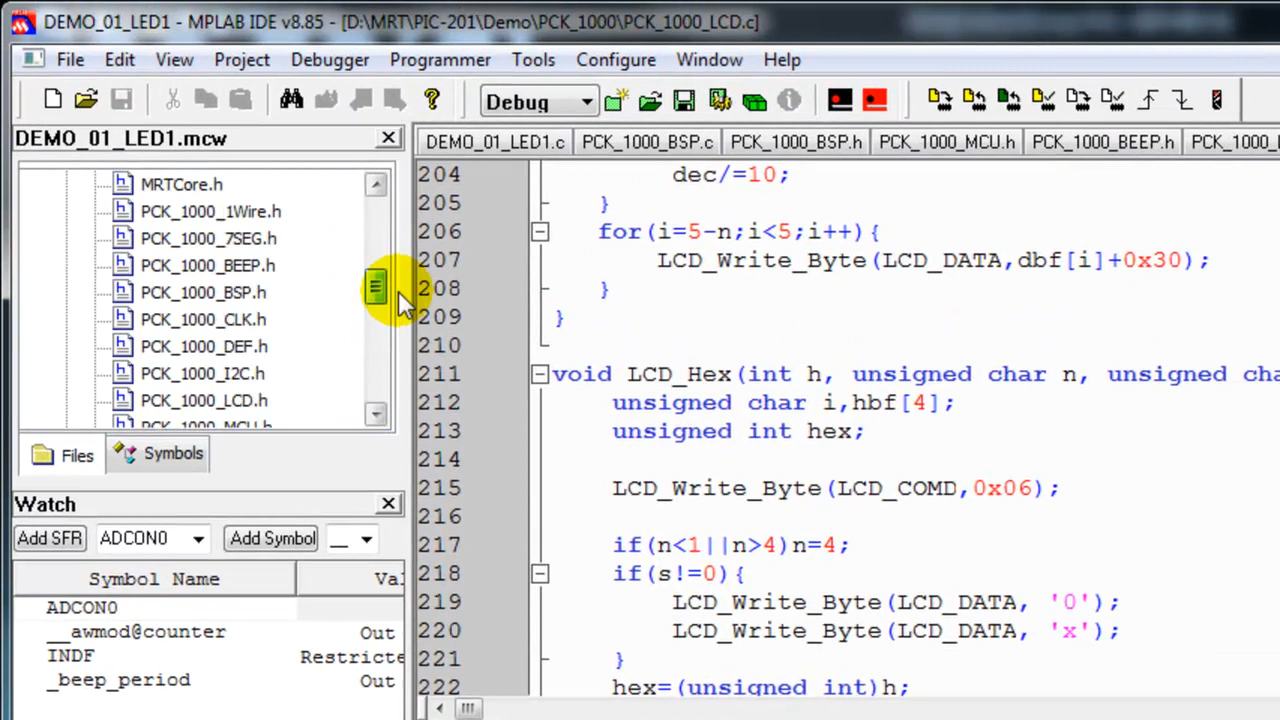 DEMO_01_LED1 - MPLAB IDE v8.85 - [D:\MRT\PIC-201\Demo\PCK_1000\PCK_1000_LCD.c]
File Edit View Project Debugger Programmer Tools Configure Window Help
Debug
DEMO_01_LED1.mcw
MRTCore.h
PCK_1000_1Wire.h
PCK_1000_7SEG.h
PCK_1000_BEEP.h
PCK_1000_BSP.h
PCK_1000_CLK.h
PCK_1000_DEF.h
PCK_1000_I2C.h
PCK_1000_LCD.h
PCK_1000_MCU.h
Files Symbols
Watch
Add SFR ADCON0 Add Symbol __
Symbol Name Val
ADCON0
__awmod@counter Out
INDF Restricte
_beep_period Out
DEMO_01_LED1.c PCK_1000_BSP.c PCK_1000_BSP.h PCK_1000_MCU.h PCK_1000_BEEP.h PCK_1000_L
204 dec/=10;
205 }
206 for(i=5-n;i<5;i++){
207 LCD_Write_Byte(LCD_DATA,dbf[i]+0x30);
208 }
209 }
210
211 void LCD_Hex(int h, unsigned char n, unsigned cha
212 unsigned char i,hbf[4];
213 unsigned int hex;
214
215 LCD_Write_Byte(LCD_COMD,0x06);
216
217 if(n<1||n>4)n=4;
218 if(s!=0){
219 LCD_Write_Byte(LCD_DATA, '0');
220 LCD_Write_Byte(LCD_DATA, 'x');
221 }
222 hex=(unsigned int)h;